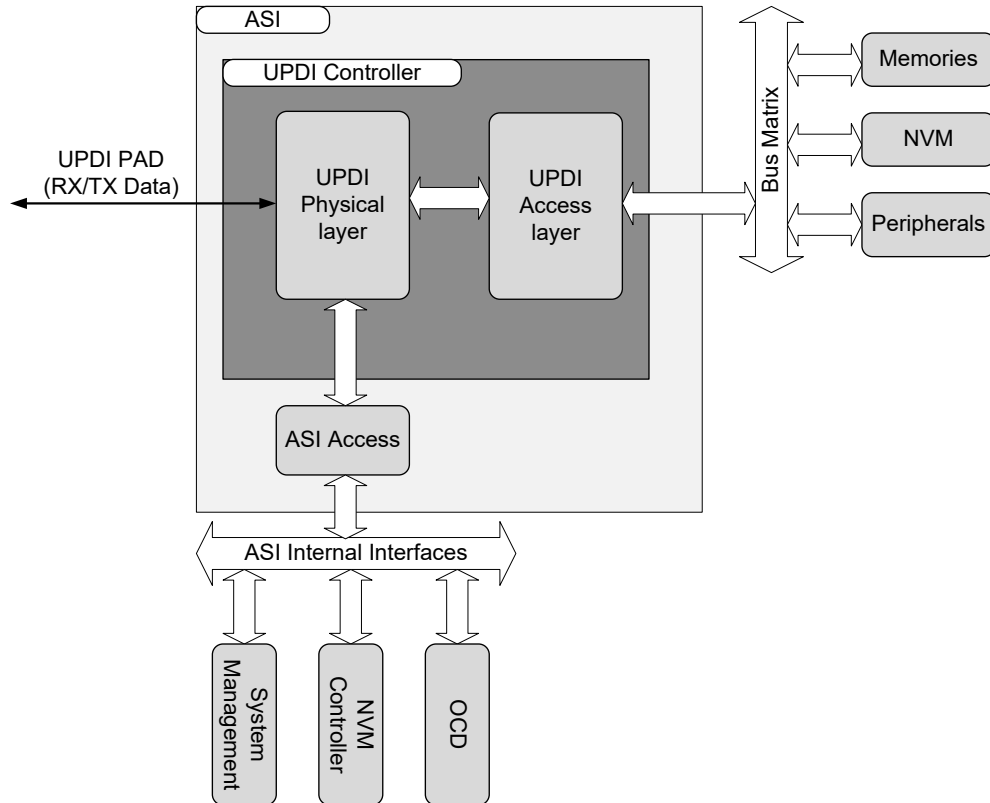 ASI
UPDI Controller
UPDI PAD
(RX/TX Data)
UPDI
Physical
layer
UPDI
Access
layer
Bus Matrix
Memories
NVM
Peripherals
ASI Access
ASI Internal Interfaces
System
Management
NVM
Controller
OCD